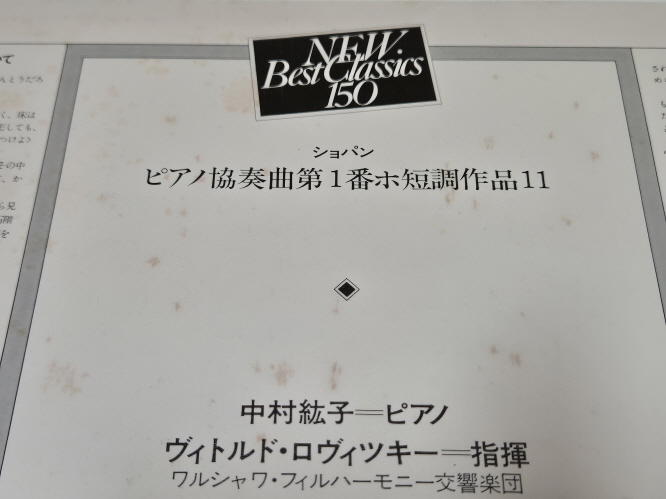 NEW
Best Classics
150
ショパン
ピアノ協奏曲第1番ホ短調作品11
中村紘子＝ピアノ
ヴィトルド・ロヴィツキー＝指揮
ワルシャワ・フィルハーモニー交響楽団